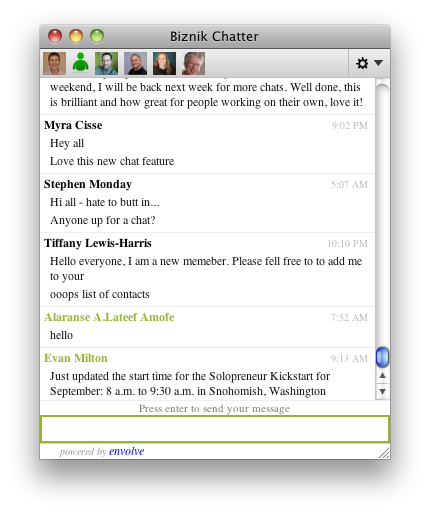 Biznik Chatter
weekend, I will be back next week for more chats. Well done, this
is brilliant and how great for people working on their own, love it!
Myra Cisse 9:02 PM
Hey all
Love this new chat feature
Stephen Monday 5:07 AM
Hi all - hate to butt in...
Anyone up for a chat?
Tiffany Lewis-Harris 10:10 PM
Hello everyone, I am a new memeber. Please fell free to to add me
to your
ooops list of contacts
Alaranse A.Lateef Amofe 7:52 AM
hello
Evan Milton 9:13 AM
Just updated the start time for the Solopreneur Kickstart for
September: 8 a.m. to 9:30 a.m. in Snohomish, Washington
Press enter to send your message
powered by envolve